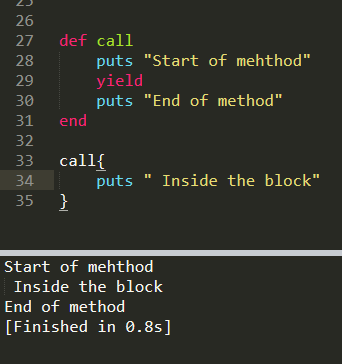 25
26
27 def call
28 puts "Start of mehthod"
29 yield
30 puts "End of method"
31 end
32
33 call{
34 puts " Inside the block"
35 }
Start of mehthod
 Inside the block
End of method
[Finished in 0.8s]